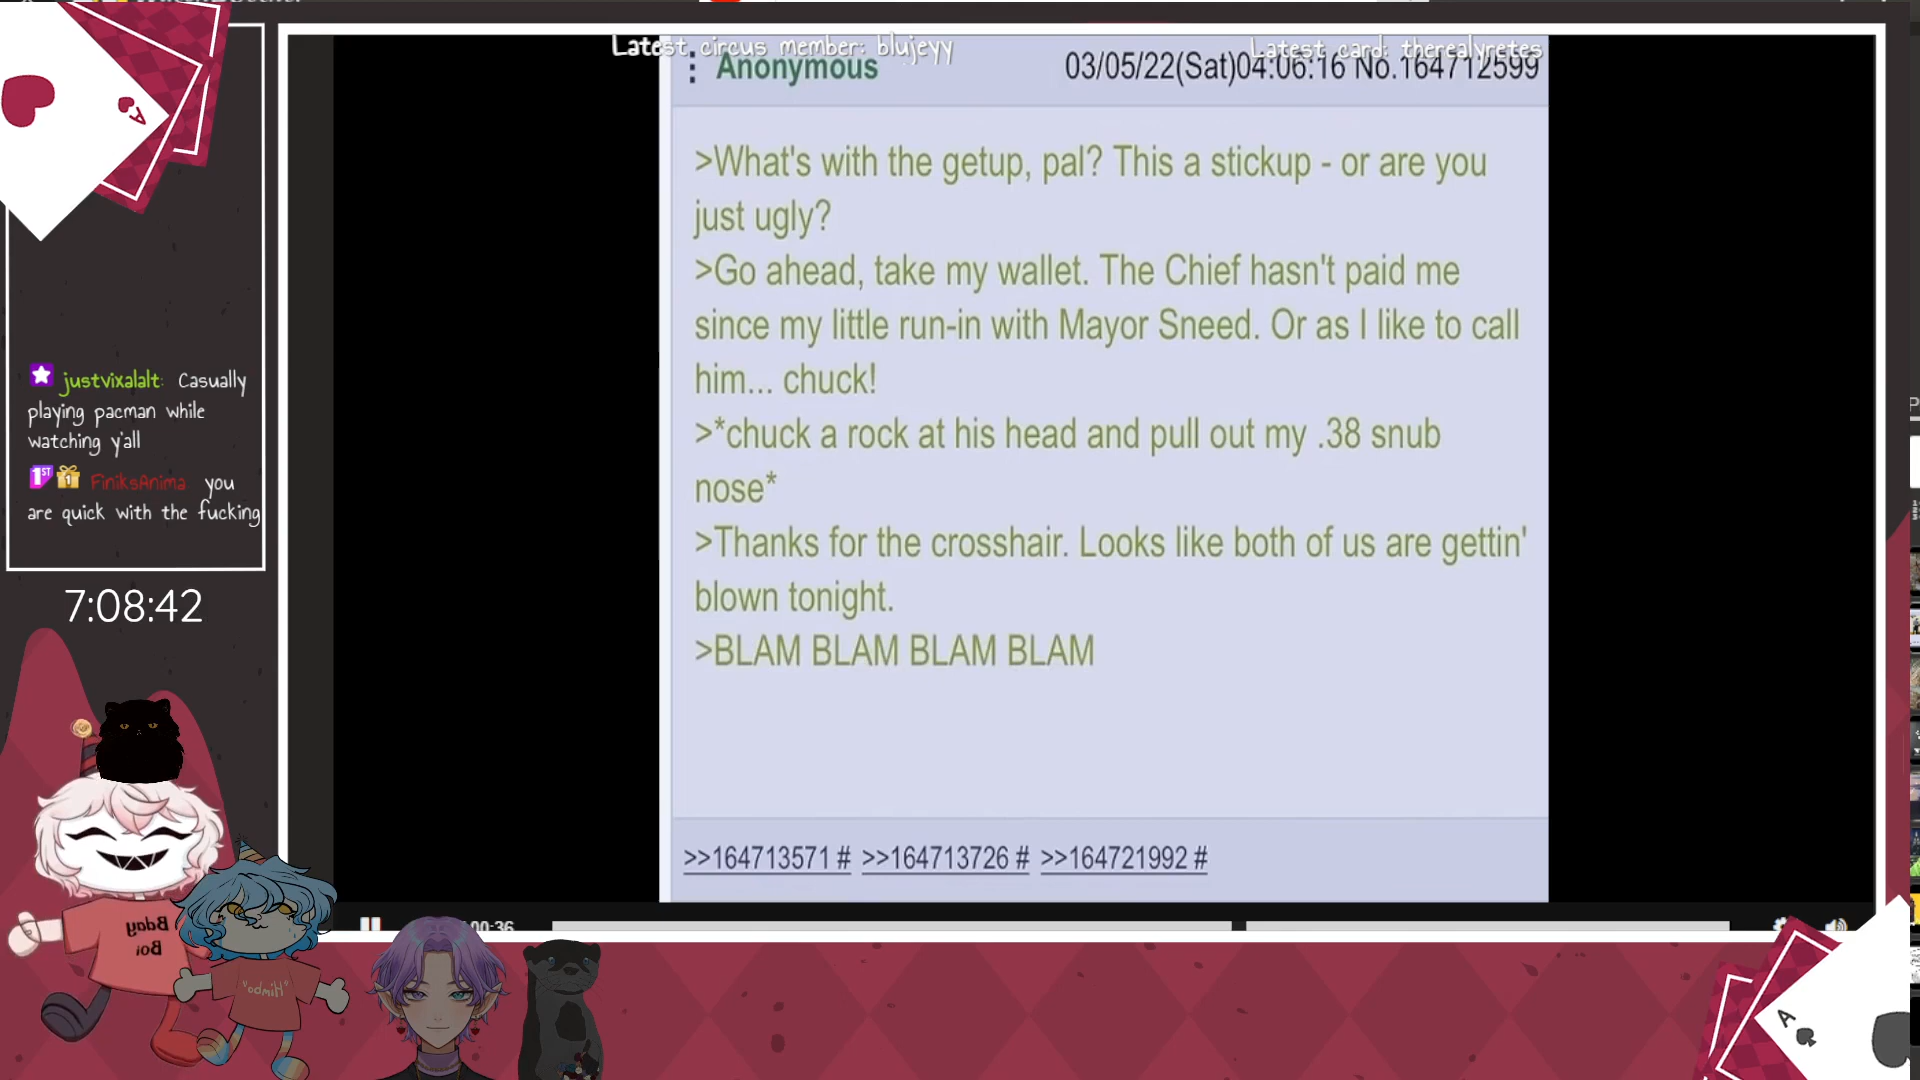 Latest circus member: blujeyy
Latest card: therealyretes
Anonymous
03/05/22(Sat)04:06:16 No.164712599
>What's with the getup, pal? This a stickup - or are you
just ugly?
>Go ahead, take my wallet. The Chief hasn't paid me
since my little run-in with Mayor Sneed. Or as I like to call
him... chuck!
>*chuck a rock at his head and pull out my .38 snub
nose*
>Thanks for the crosshair. Looks like both of us are gettin'
blown tonight.
>BLAM BLAM BLAM BLAM
>>164713571 # >>164713726 # >>164721992 #
justvixalalt: Casually
playing pacman while
watching y'all
1ST 1 FiniksAnima you
are quick with the fucking
7:08:42
Bday
Boi
"Himbo"
A
A